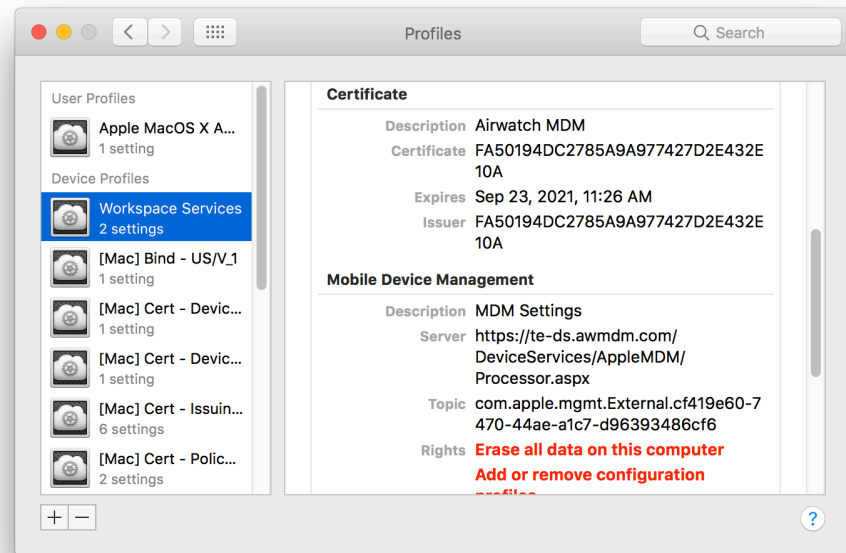 Profiles
Search
User Profiles
Apple MacOS X A...
1 setting
Device Profiles
Workspace Services
2 settings
[Mac] Bind - US/V_1
1 setting
[Mac] Cert - Devic...
1 setting
[Mac] Cert - Devic...
1 setting
[Mac] Cert - Issuin...
6 settings
[Mac] Cert - Polic...
2 settings
Certificate
Description Airwatch MDM
Certificate FA50194DC2785A9A977427D2E432E
10A
Expires Sep 23, 2021, 11:26 AM
Issuer FA50194DC2785A9A977427D2E432E
10A
Mobile Device Management
Description MDM Settings
Server https://te-ds.awmdm.com/
DeviceServices/AppleMDM/
Processor.aspx
Topic com.apple.mgmt.External.cf419e60-7
470-44ae-a1c7-d96393486cf6
Rights Erase all data on this computer
Add or remove configuration
profiles
+ −
?